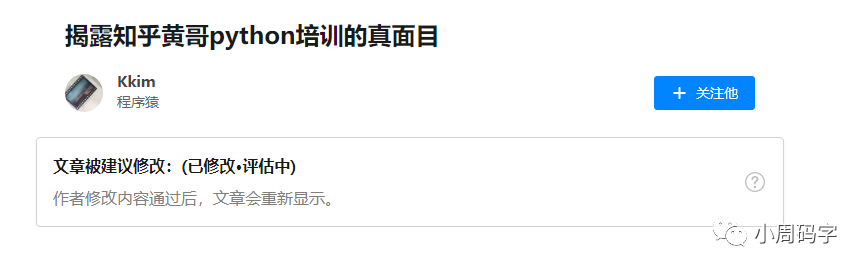 揭露知乎黄哥python培训的真面目
Kkim
程序猿
+ 关注他
文章被建议修改：(已修改•评估中)
作者修改内容通过后，文章会重新显示。
?
小周码字